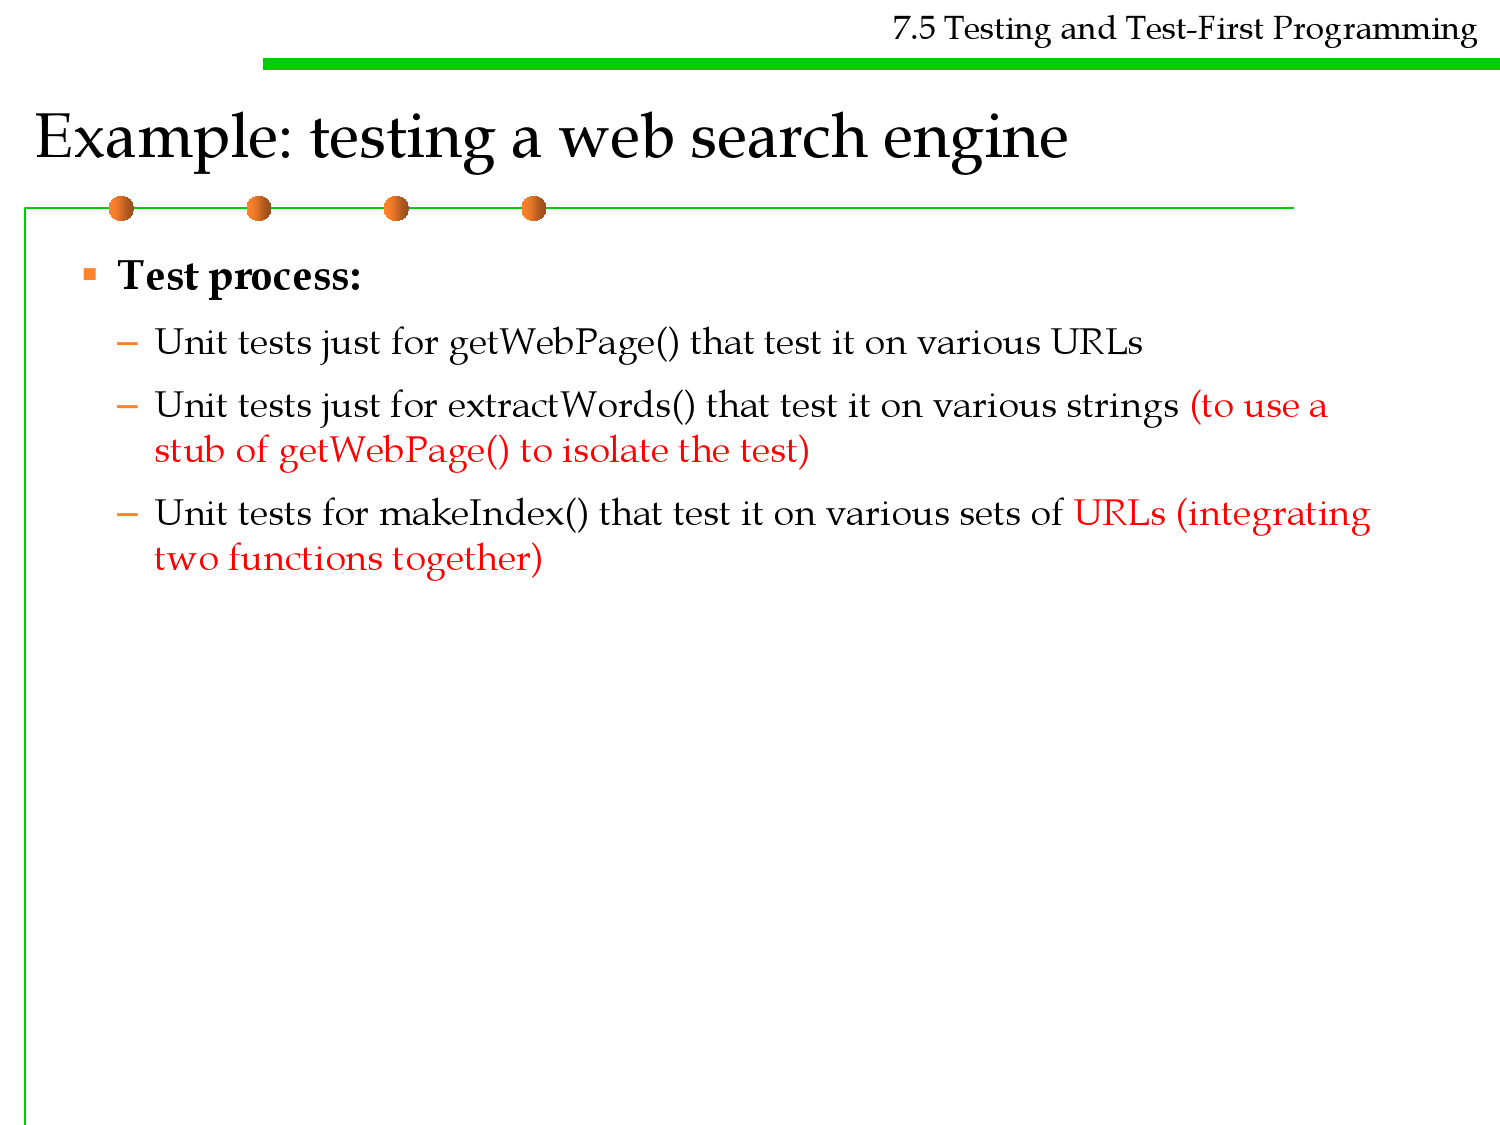 7.5 Testing and Test-First Programming
Example: testing a web search engine
Test process:
– Unit tests just for getWebPage() that test it on various URLs
– Unit tests just for extractWords() that test it on various strings (to use a
stub of getWebPage() to isolate the test)
– Unit tests for makeIndex() that test it on various sets of URLs (integrating
two functions together)